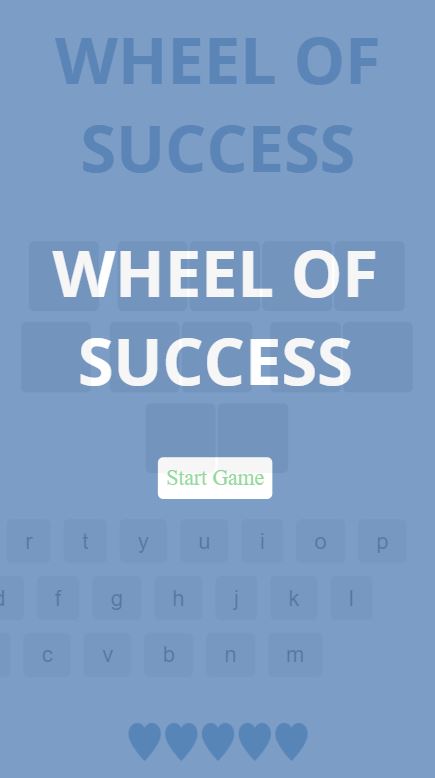 WHEEL OF
SUCCESS
WHEEL OF
SUCCESS
Start Game
r t y u i o p
d f g h j k l
c v b n m